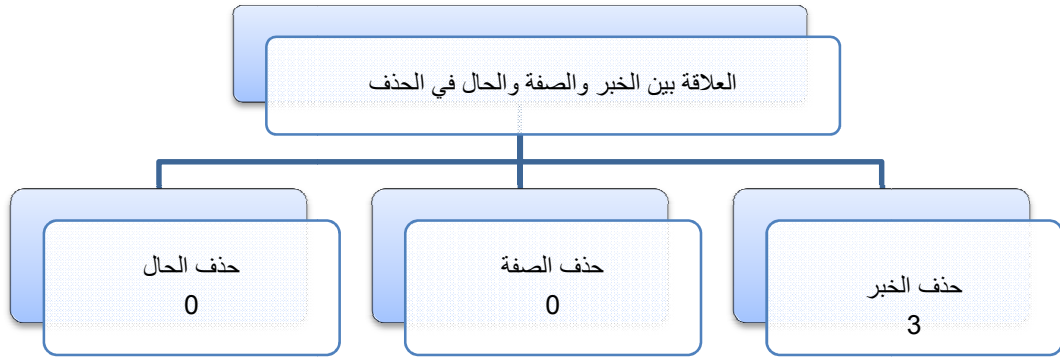 العلاقة بين الخبر والصفة والحال في الحذف
حذف الخبر
3
حذف الصفة
0
حذف الحال
0